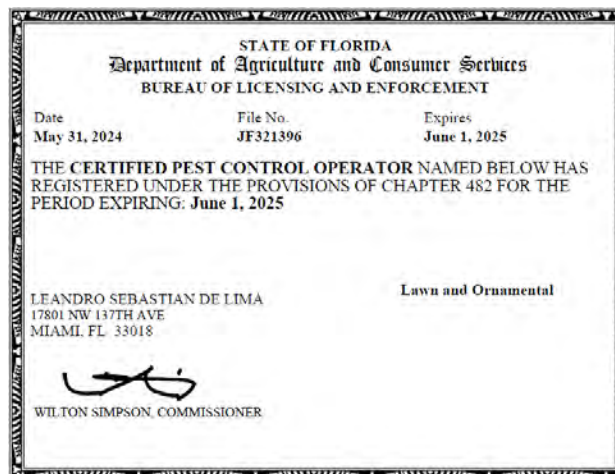 STATE OF FLORIDA
Department of Agriculture and Consumer Services
BUREAU OF LICENSING AND ENFORCEMENT
Date File No. Expires
May 31, 2024 JF321396 June 1, 2025
THE CERTIFIED PEST CONTROL OPERATOR NAMED BELOW HAS
REGISTERED UNDER THE PROVISIONS OF CHAPTER 482 FOR THE
PERIOD EXPIRING: June 1, 2025
Lawn and Ornamental
LEANDRO SEBASTIAN DE LIMA
17801 NW 137TH AVE
MIAMI, FL 33018
WILTON SIMPSON, COMMISSIONER